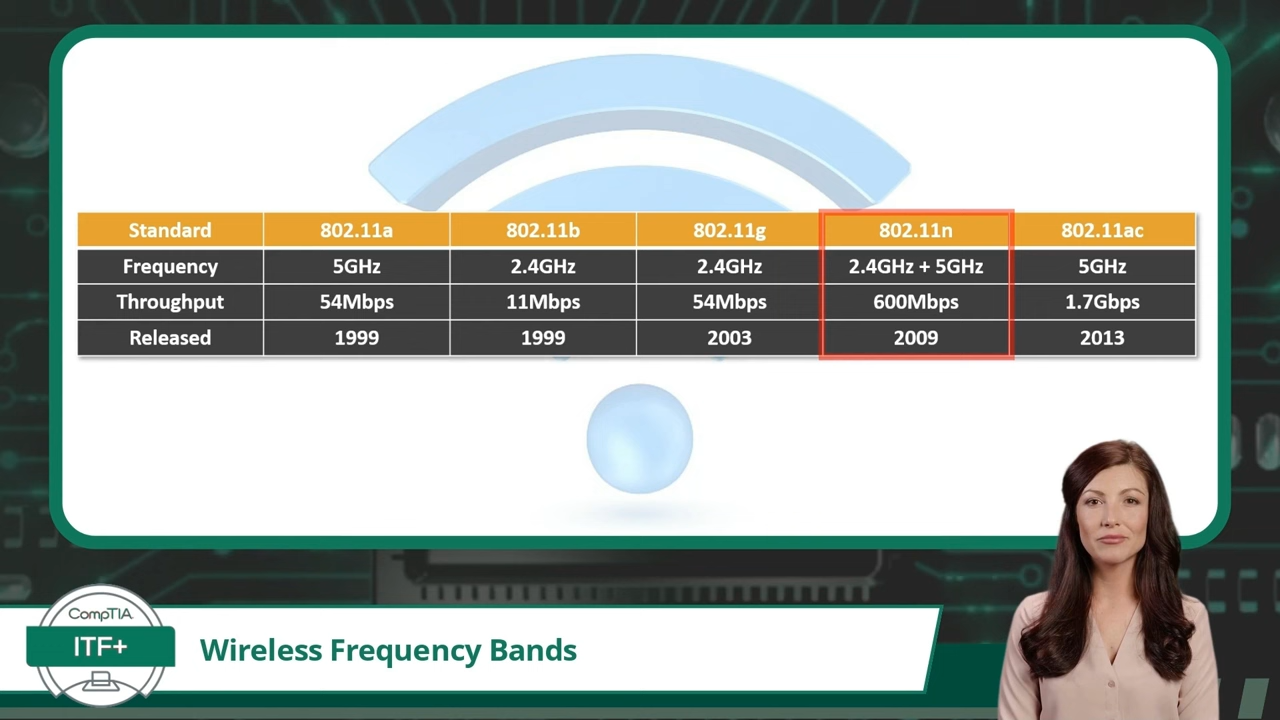 Standard 802.11a 802.11b 802.11g 802.11n 802.11ac
Frequency 5GHz 2.4GHz 2.4GHz 2.4GHz + 5GHz 5GHz
Throughput 54Mbps 11Mbps 54Mbps 600Mbps 1.7Gbps
Released 1999 1999 2003 2009 2013
CompTIA.
ITF+
Wireless Frequency Bands